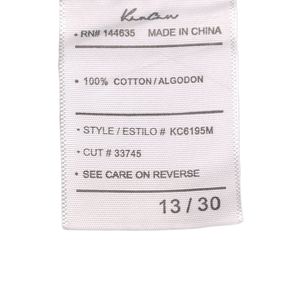 KanCan
• RN# 144635 MADE IN CHINA
• 100% COTTON/ALGODON
• STYLE / ESTILO # KC6195M
• CUT # 33745
• SEE CARE ON REVERSE
13 / 30